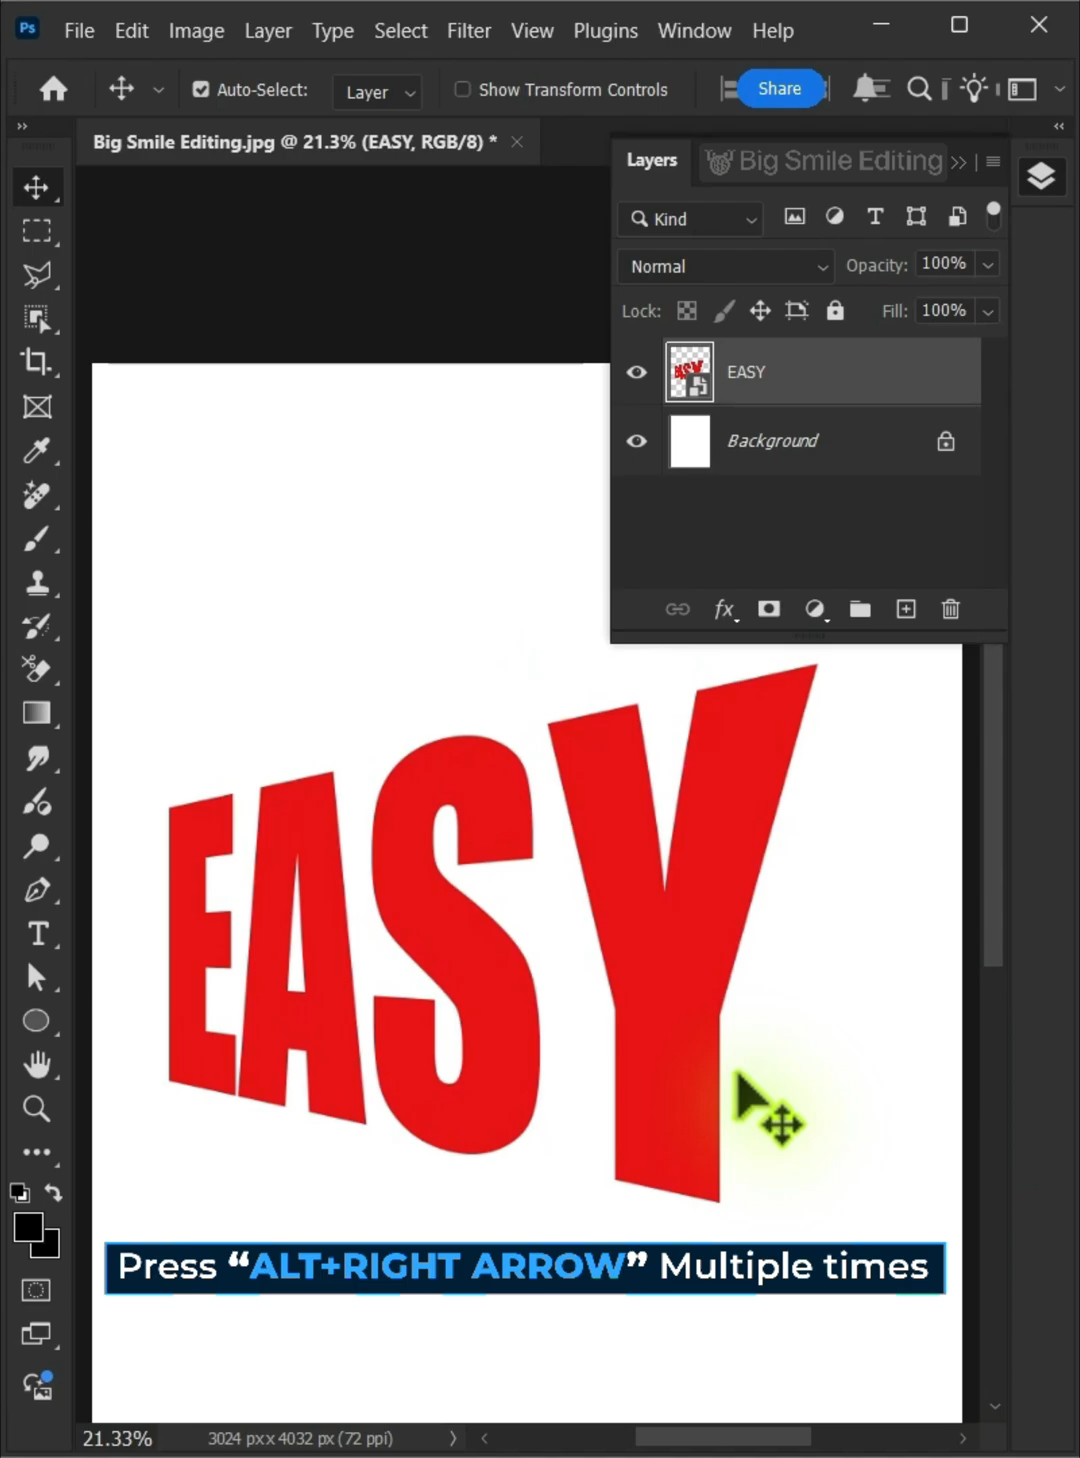 Ps File Edit Image Layer Type Select Filter View Plugins Window Help
Auto-Select: Layer Show Transform Controls Share
Big Smile Editing.jpg @ 21.3% (EASY, RGB/8) *
Layers Big Smile Editing
Kind
Normal Opacity: 100%
Lock: Fill: 100%
EASY
Background
fx
EASY
Press “ALT+RIGHT ARROW” Multiple times
21.33% 3024 px x 4032 px (72 ppi)